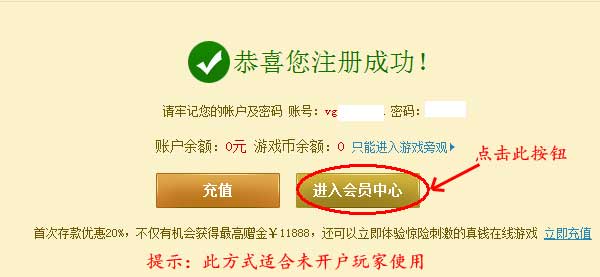 恭喜您注册成功！
请牢记您的帐户及密码 账号：vg 密码：
账户余额：0元 游戏币余额：0 只能进入游戏旁观
点击此按钮
充值 进入会员中心
首次存款优惠20%，不仅有机会获得最高赠金￥11888，还可以立即体验惊险刺激的真钱在线游戏 立即充值
提示：此方式适合未开户玩家使用